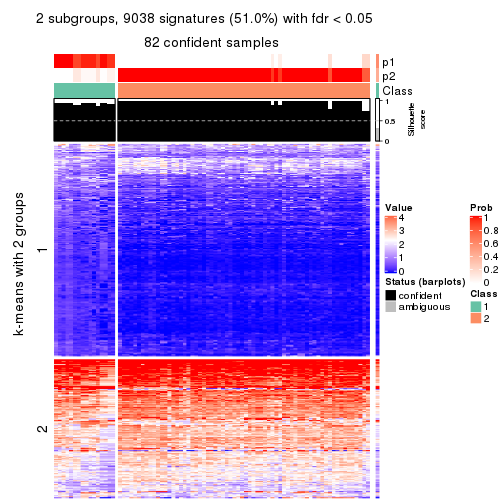 2 subgroups, 9038 signatures (51.0%) with fdr < 0.05
82 confident samples
p1
p2
Class
1
0.5
0
Silhouette
score
k-means with 2 groups
1
2
Value
4
3
2
1
0
Status (barplots)
confident
ambiguous
Prob
1
0.8
0.6
0.4
0.2
0
Class
1
2